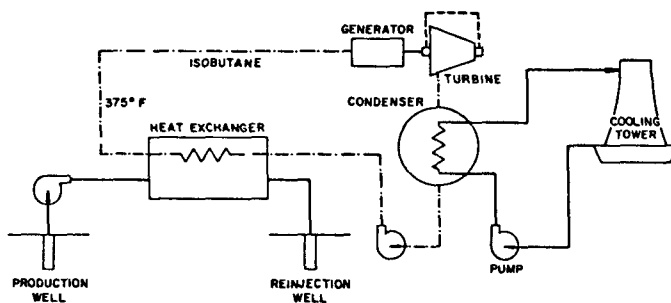 GENERATOR
ISOBUTANE
TURBINE
375° F
CONDENSER
HEAT EXCHANGER
COOLING
TOWER
PRODUCTION
WELL
REINJECTION
WELL
PUMP